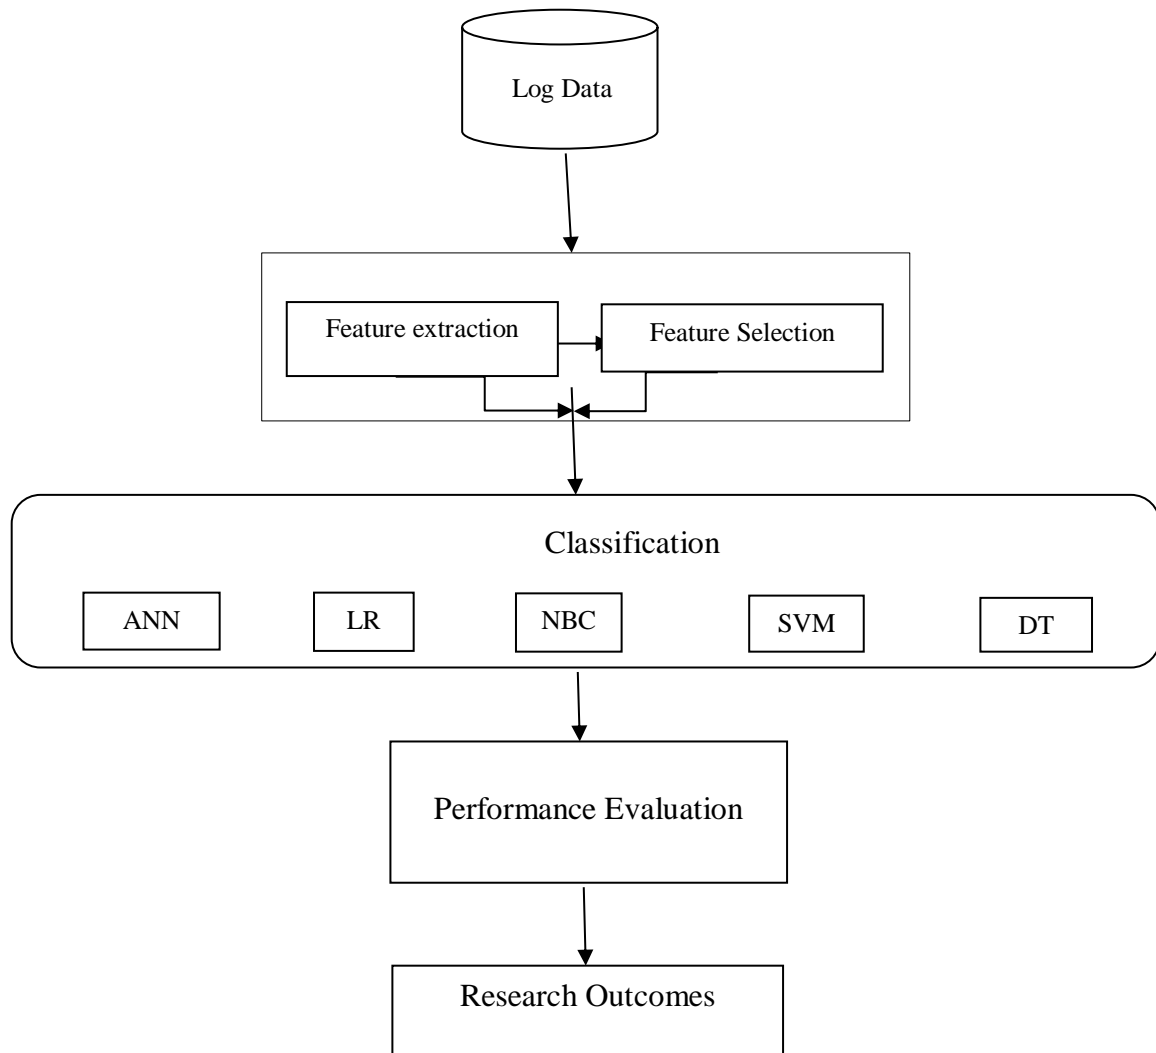 Log Data
Feature extraction
Feature Selection
Classification
ANN
LR
NBC
SVM
DT
Performance Evaluation
Research Outcomes